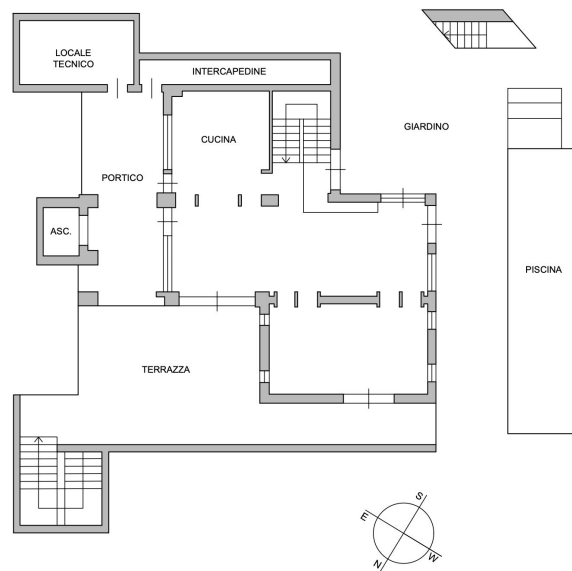 LOCALE
TECNICO
INTERCAPEDINE
GIARDINO
CUCINA
PORTICO
ASC.
PISCINA
TERRAZZA
S
E
W
N